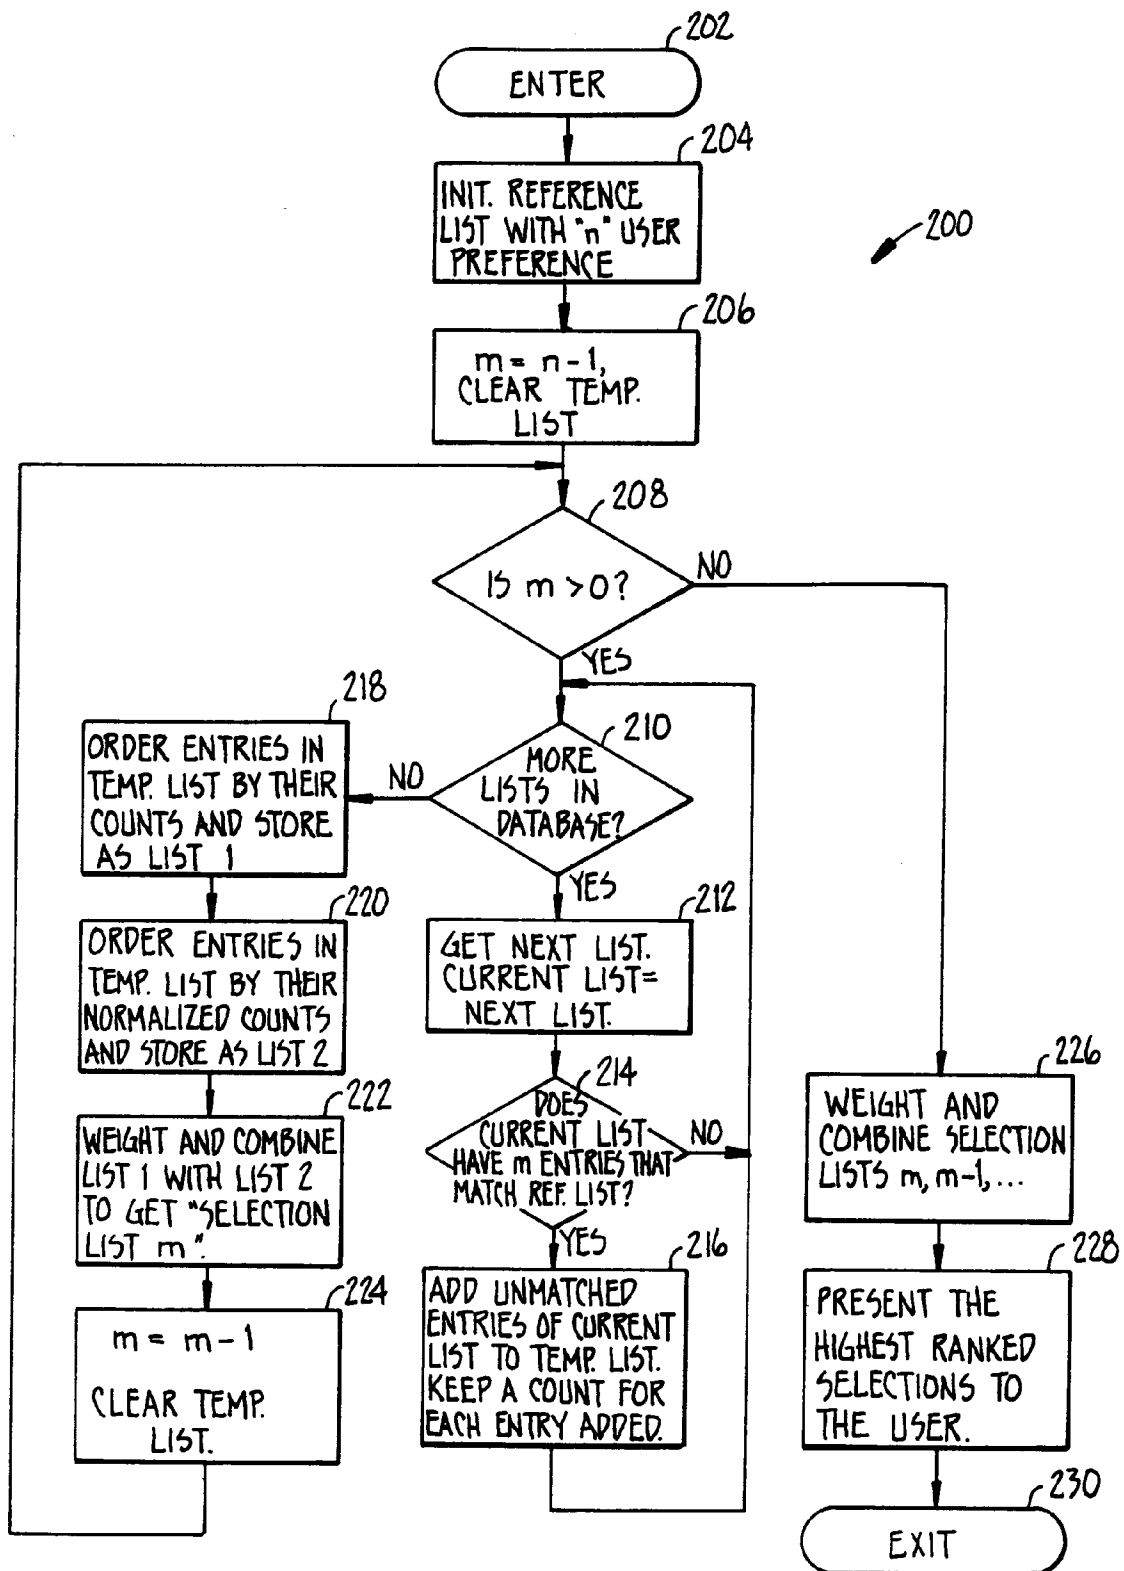 202
ENTER
204
INIT. REFERENCE
LIST WITH "n" USER
PREFERENCE
200
206
m = n-1,
CLEAR TEMP.
LIST
208
IS m > 0?
NO
YES
210
MORE
LISTS IN
DATABASE?
NO
YES
218
ORDER ENTRIES IN
TEMP. LIST BY THEIR
COUNTS AND STORE
AS LIST 1
220
ORDER ENTRIES IN
TEMP. LIST BY THEIR
NORMALIZED COUNTS
AND STORE AS LIST 2
222
WEIGHT AND COMBINE
LIST 1 WITH LIST 2
TO GET "SELECTION
LIST m".
224
m = m-1
CLEAR TEMP.
LIST.
212
GET NEXT LIST.
CURRENT LIST=
NEXT LIST.
214
DOES
CURRENT LIST
HAVE m ENTRIES THAT
MATCH REF. LIST?
NO
YES
216
ADD UNMATCHED
ENTRIES OF CURRENT
LIST TO TEMP. LIST.
KEEP A COUNT FOR
EACH ENTRY ADDED.
226
WEIGHT AND
COMBINE SELECTION
LISTS m, m-1, ...
228
PRESENT THE
HIGHEST RANKED
SELECTIONS TO
THE USER.
230
EXIT